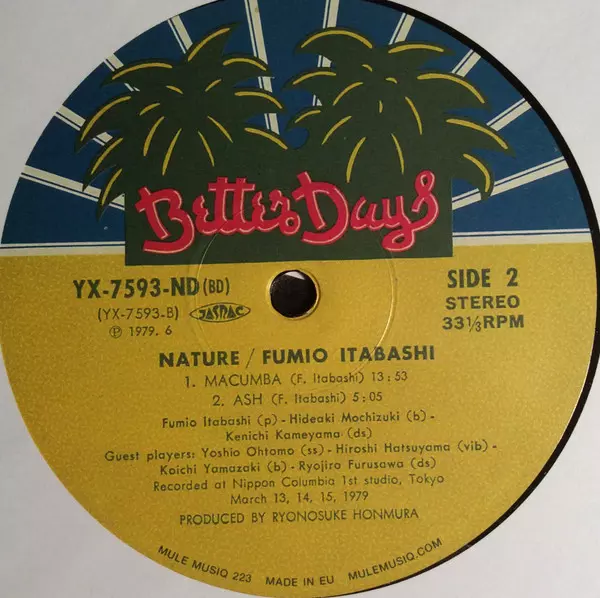 Better Days
YX-7593-ND (BD)
SIDE 2
(YX-7593-B)
JASRAC
STEREO
Ⓟ 1979. 6
33⅓ RPM
NATURE / FUMIO ITABASHI
1. MACUMBA (F. Itabashi) 13:53
2. ASH (F. Itabashi) 5:05
Fumio Itabashi (p) - Hideaki Mochizuki (b) -
Kenichi Kameyama (ds)
Guest players: Yoshio Ohtomo (ss) - Hiroshi Hatsuyama (vib) -
Koichi Yamazaki (b) - Ryojiro Furusawa (ds)
Recorded at Nippon Columbia 1st studio, Tokyo
March 13, 14, 15, 1979
PRODUCED BY RYONOSUKE HONMURA
MULE MUSIQ 223 MADE IN EU MULEMUSIQ.COM